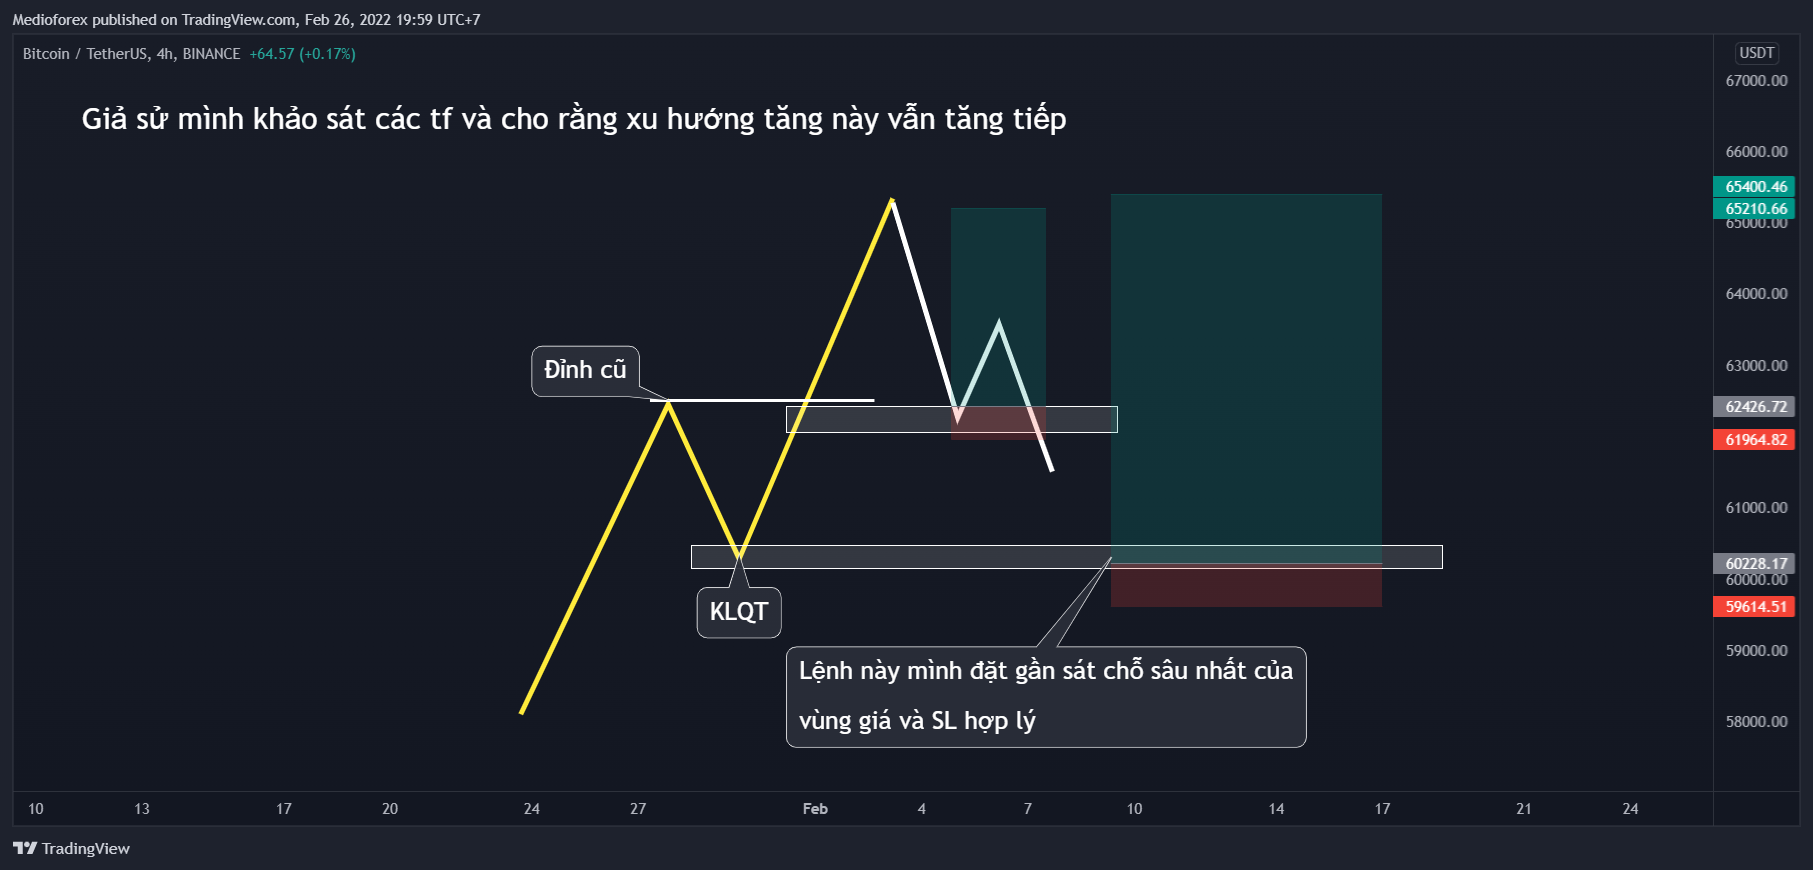 Medioforex published on TradingView.com, Feb 26, 2022 19:59 UTC+7
Bitcoin / TetherUS, 4h, BINANCE +64.57 (+0.17%)
USDT
Giả sử mình khảo sát các tf và cho rằng xu hướng tăng này vẫn tăng tiếp
67000.00
66000.00
65400.46
65210.66
65000.00
64000.00
63000.00
62426.72
61964.82
61000.00
60228.17
60000.00
59614.51
59000.00
58000.00
Đỉnh cũ
KLQT
Lệnh này mình đặt gần sát chỗ sâu nhất của
vùng giá và SL hợp lý
10 13 17 20 24 27 Feb 4 7 10 14 17 21 24
TradingView